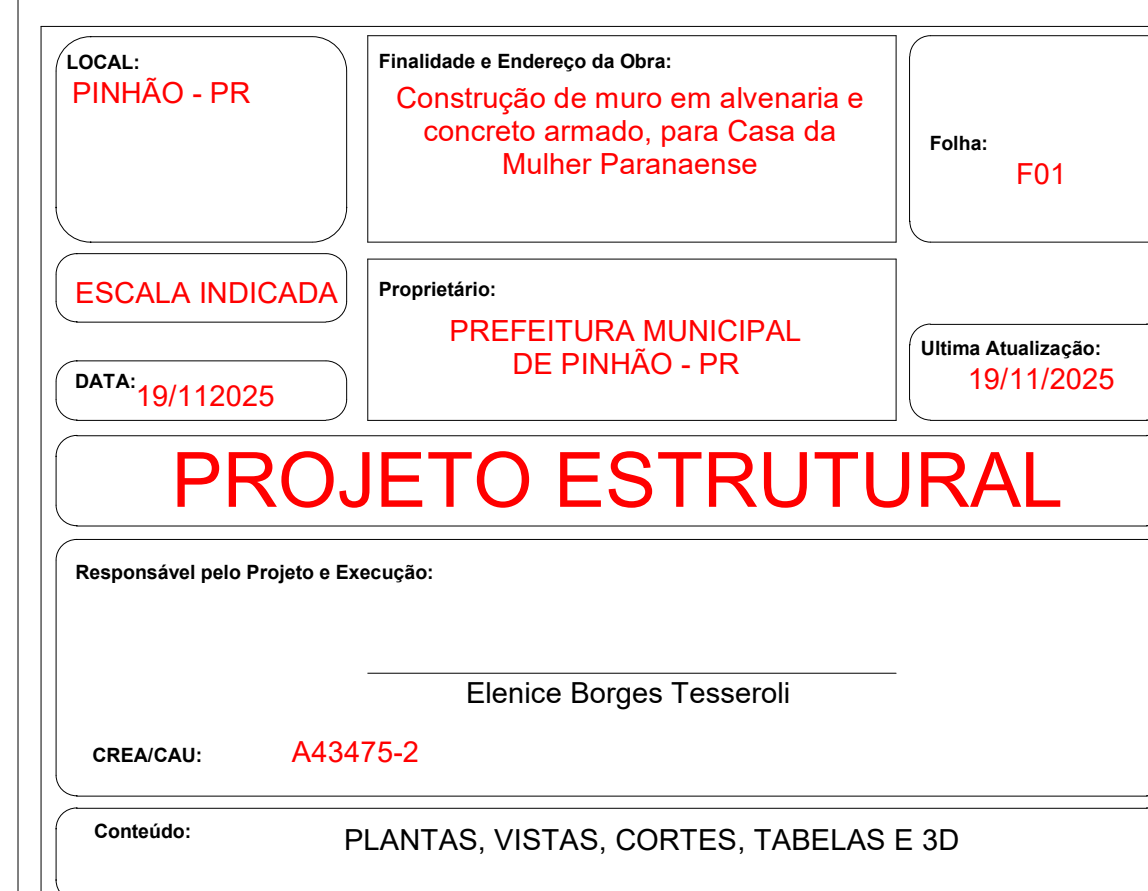 LOCAL:
PINHÃO - PR
Finalidade e Endereço da Obra:
Construção de muro em alvenaria e
concreto armado, para Casa da
Mulher Paranaense
Folha:
F01
ESCALA INDICADA
Proprietário:
PREFEITURA MUNICIPAL
DE PINHÃO - PR
DATA:
19/112025
Ultima Atualização:
19/11/2025
PROJETO ESTRUTURAL
Responsável pelo Projeto e Execução:
Elenice Borges Tesseroli
CREA/CAU: A43475-2
Conteúdo: PLANTAS, VISTAS, CORTES, TABELAS E 3D